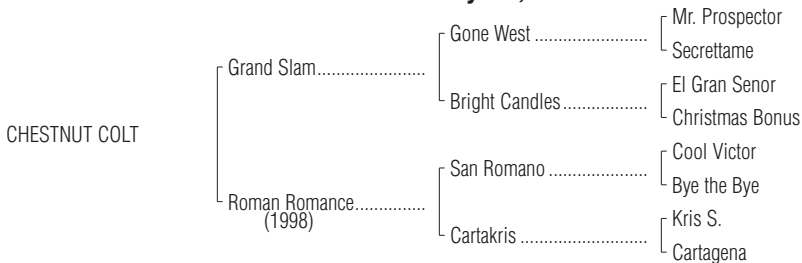 Mr. Prospector
Gone West ..........................
Secrettame
Grand Slam.........................
El Gran Senor
Bright Candles....................
Christmas Bonus
CHESTNUT COLT
Cool Victor
San Romano .......................
Bye the Bye
Roman Romance................
(1998)
Kris S.
Cartakris ..............................
Cartagena